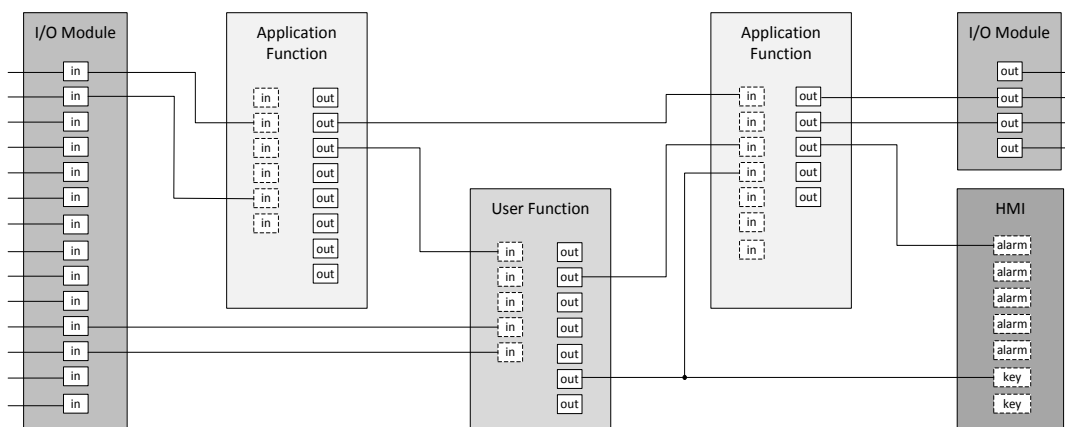 I/O Module
in
in
in
in
in
in
in
in
in
in
in
in
in
in
Application
Function
in out
in out
in out
in out
in out
in out
out
out
User Function
in out
in out
in out
in out
in out
out
out
Application
Function
in out
in out
in out
in out
in out
in
in
I/O Module
out
out
out
out
HMI
alarm
alarm
alarm
alarm
alarm
key
key